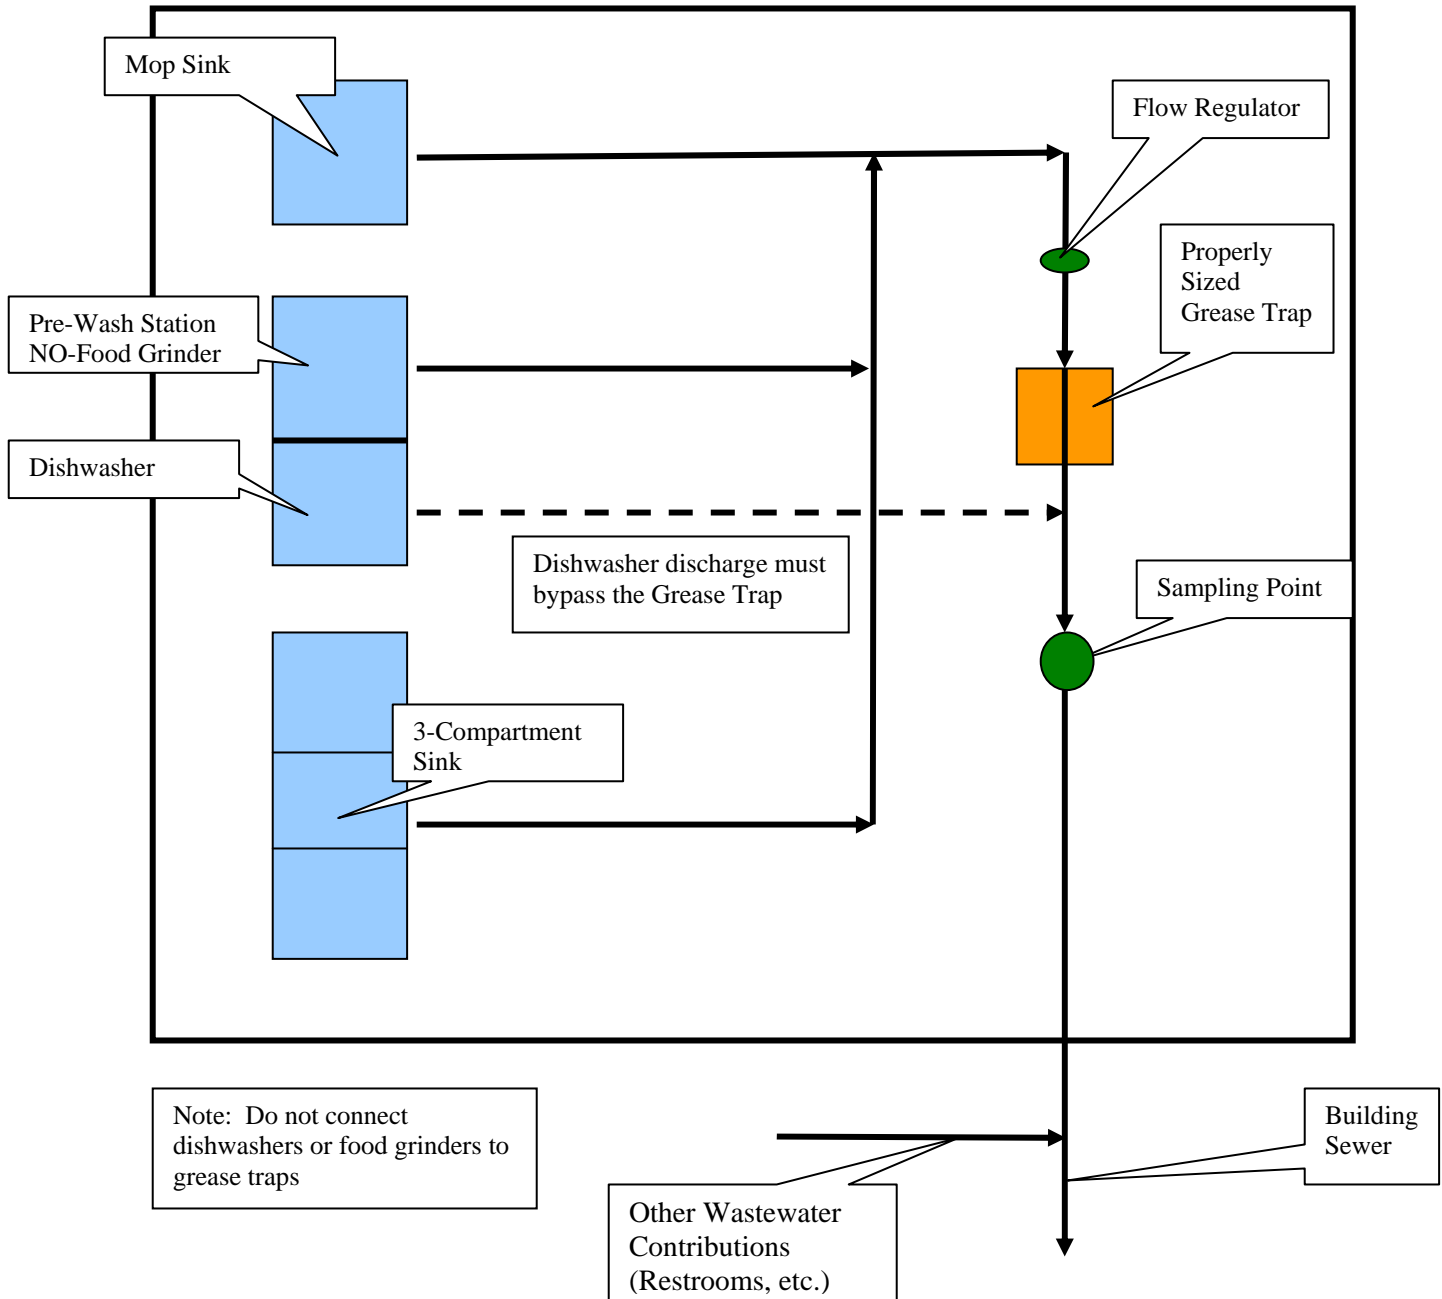 Mop Sink
Flow Regulator
Properly
Sized
Grease Trap
Pre-Wash Station
NO-Food Grinder
Dishwasher
Dishwasher discharge must
bypass the Grease Trap
Sampling Point
3-Compartment
Sink
Note:  Do not connect
dishwashers or food grinders to
grease traps
Building
Sewer
Other Wastewater
Contributions
(Restrooms, etc.)